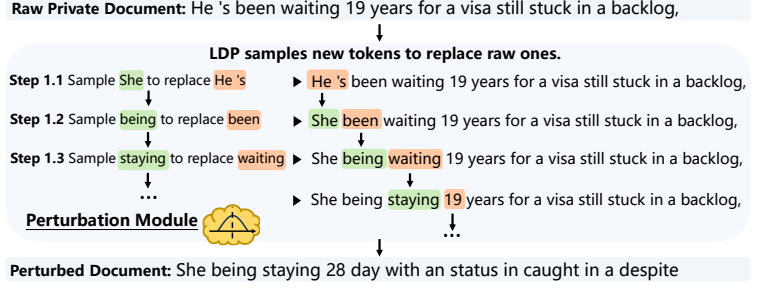 Raw Private Document: He 's been waiting 19 years for a visa still stuck in a backlog,
LDP samples new tokens to replace raw ones.
Step 1.1 Sample She to replace He 's
He 's been waiting 19 years for a visa still stuck in a backlog,
Step 1.2 Sample being to replace been
She been waiting 19 years for a visa still stuck in a backlog,
Step 1.3 Sample staying to replace waiting
She being waiting 19 years for a visa still stuck in a backlog,
...
She being staying 19 years for a visa still stuck in a backlog,
Perturbation Module
...
Perturbed Document: She being staying 28 day with an status in caught in a despite